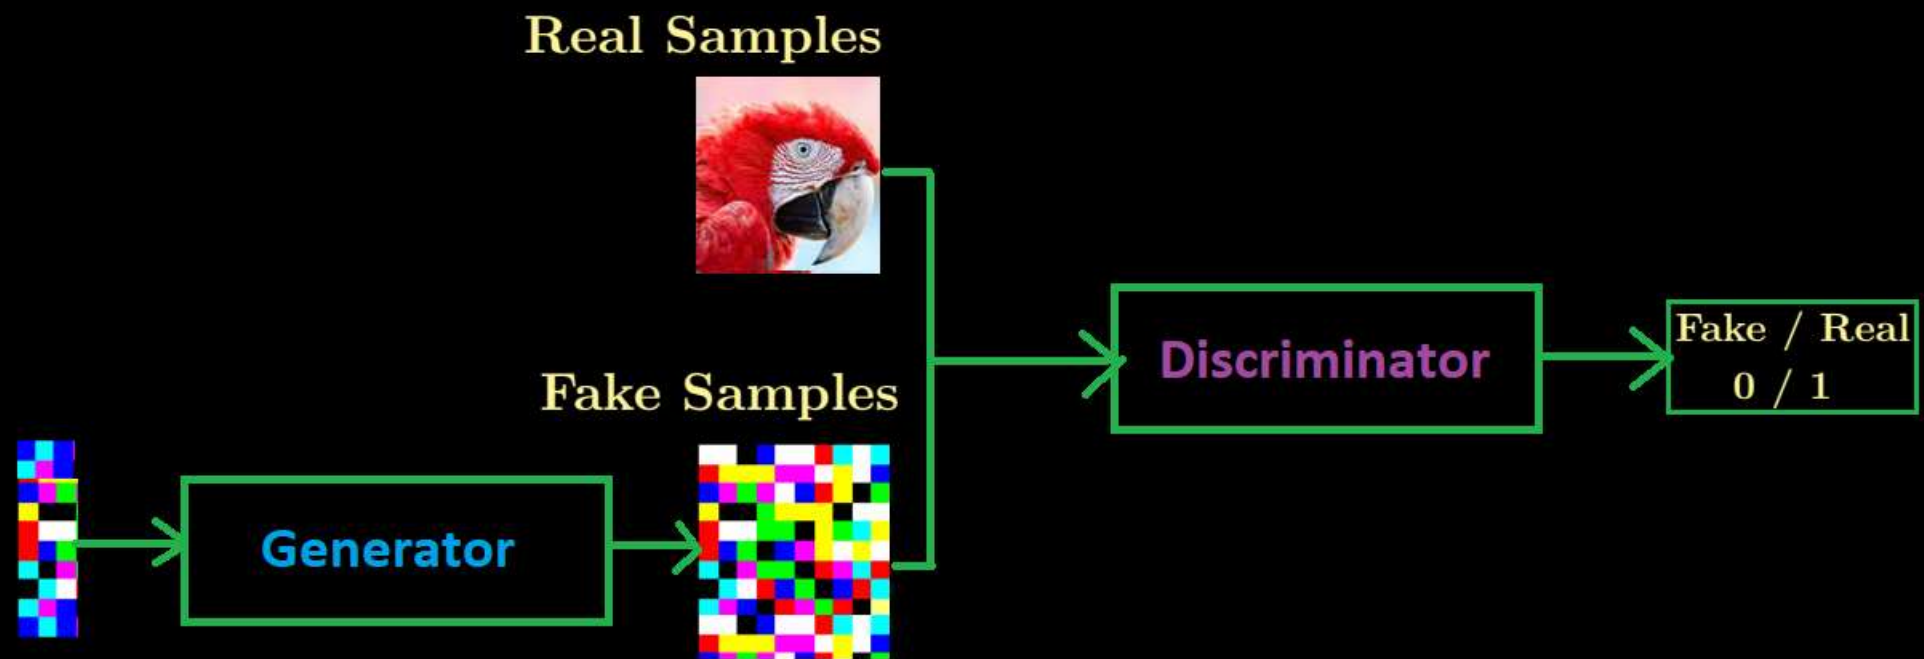 Real Samples
Fake Samples
Generator
Discriminator
Fake / Real
0 / 1